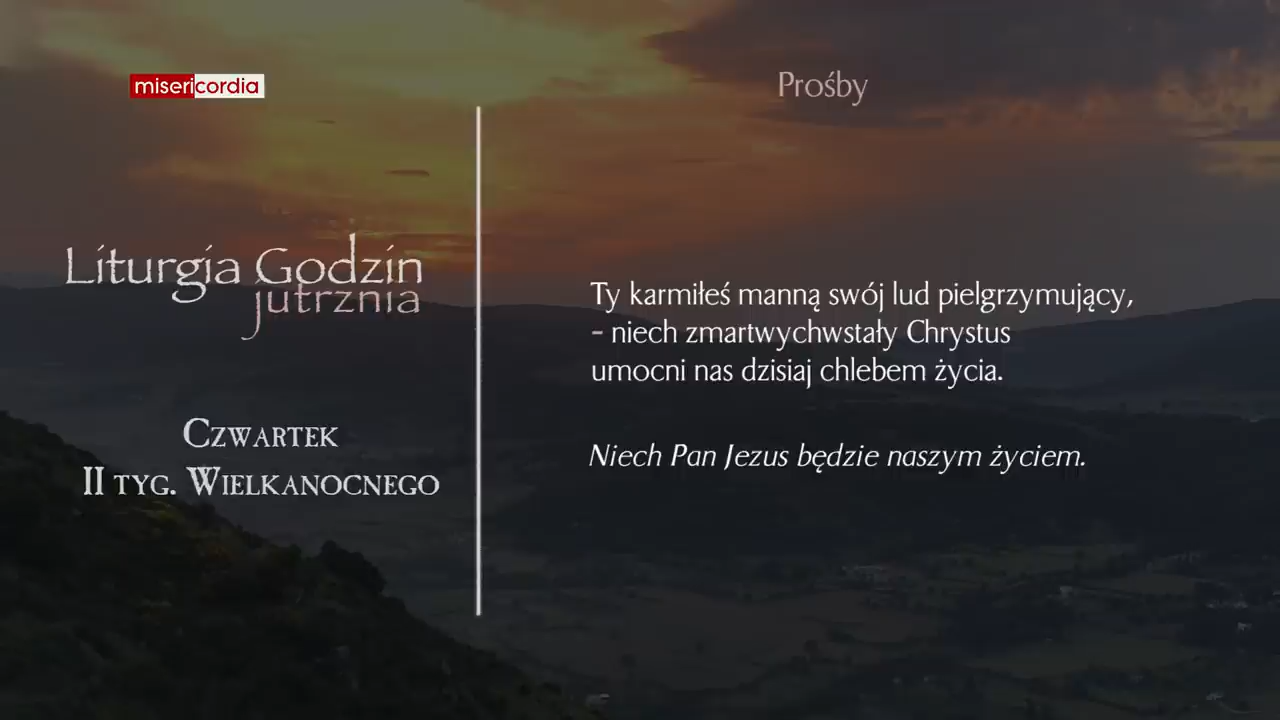 misericordia
Prośby
Liturgia Godzin
jutrznia
Czwartek
II tyg. Wielkanocnego
Ty karmiłeś manną swój lud pielgrzymujący,
- niech zmartwychwstały Chrystus
umocni nas dzisiaj chlebem życia.
Niech Pan Jezus będzie naszym życiem.